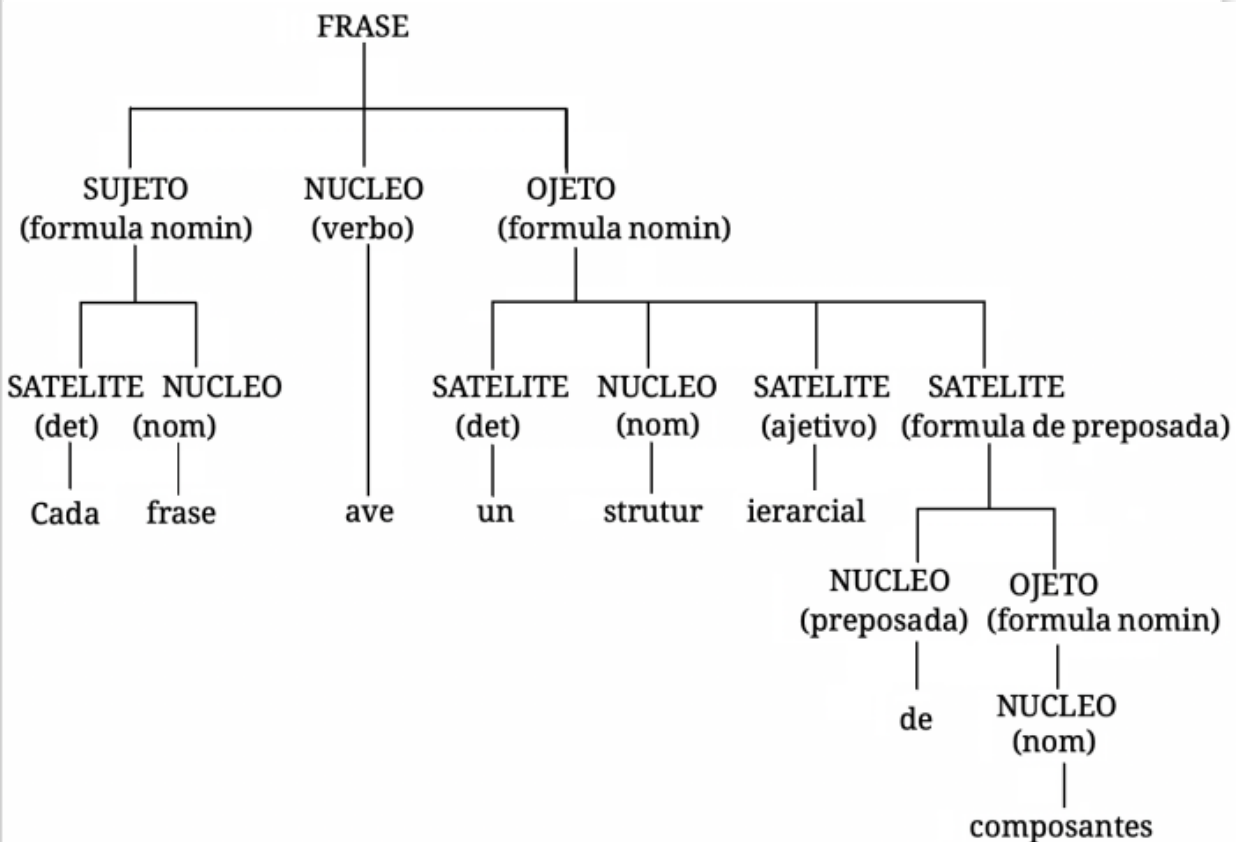 FRASE
SUJETO NUCLEO OJETO
(formula nomin) (verbo) (formula nomin)
SATELITE NUCLEO SATELITE NUCLEO SATELITE SATELITE
(det) (nom) (det) (nom) (ajetivo) (formula de preposada)
Cada frase ave un strutur ierarcial
NUCLEO OJETO
(preposada) (formula nomin)
de NUCLEO
(nom)
composantes